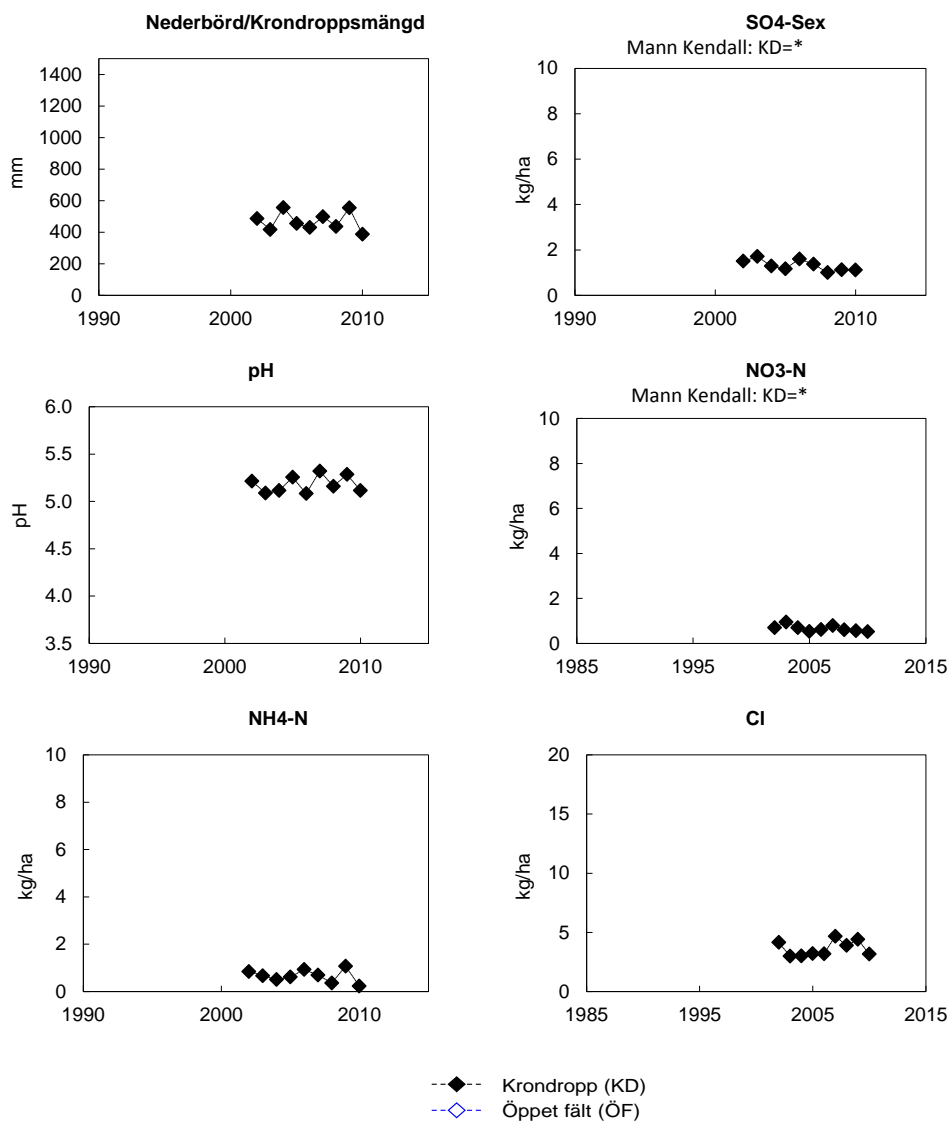 Nederbörd/Krondroppsmängd
mm
1400
1200
1000
800
600
400
200
0
1990 2000 2010
SO4-Sex
Mann Kendall: KD=*
kg/ha
10
8
6
4
2
0
1990 2000 2010
pH
pH
6.0
5.5
5.0
4.5
4.0
3.5
1990 2000 2010
NO3-N
Mann Kendall: KD=*
kg/ha
10
8
6
4
2
0
1985 1995 2005 2015
NH4-N
kg/ha
10
8
6
4
2
0
1990 2000 2010
Cl
kg/ha
20
15
10
5
0
1985 1995 2005 2015
Krondropp (KD)
Öppet fält (ÖF)